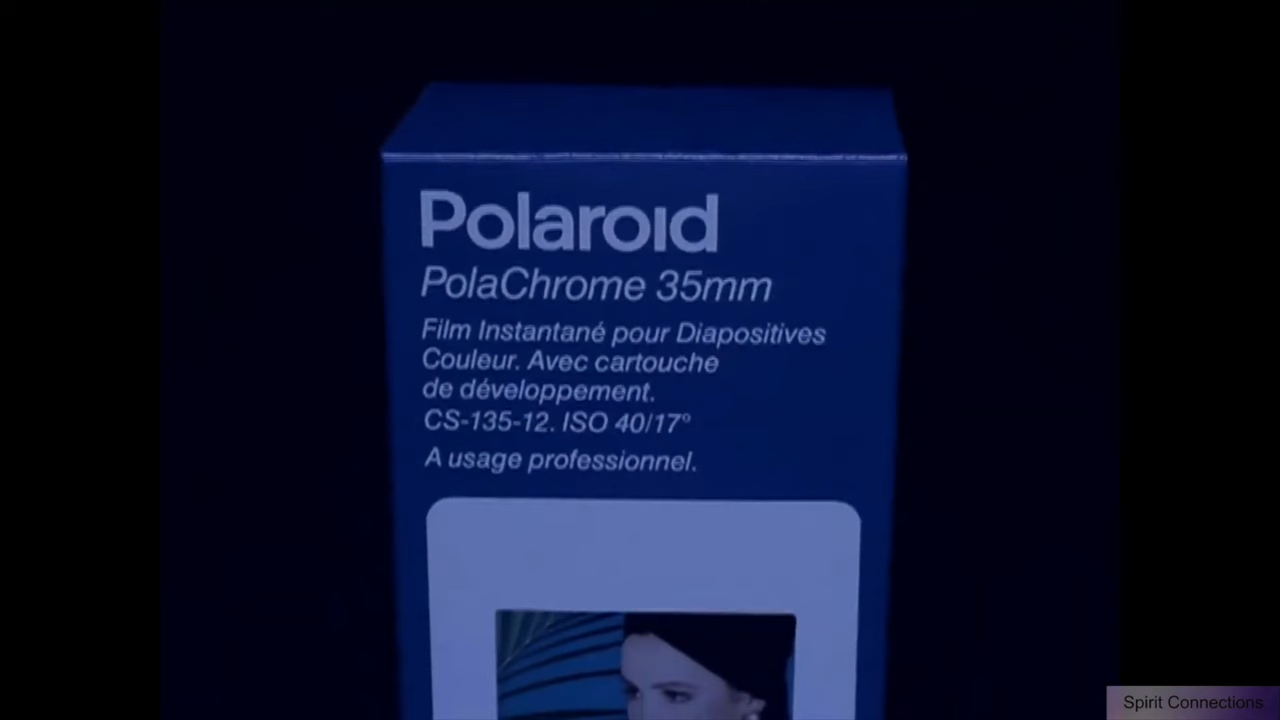 Polaroid
PolaChrome 35mm
Film Instantané pour Diapositives
Couleur. Avec cartouche
de développement.
CS-135-12. ISO 40/17°
A usage professionnel.
Spirit Connections